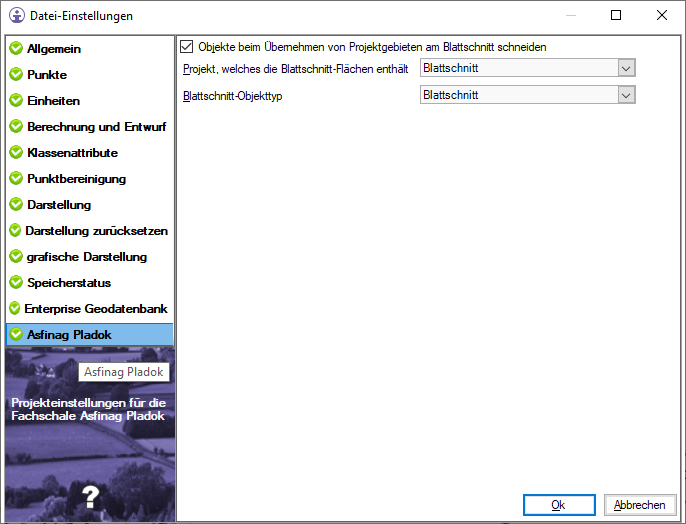 Datei-Einstellungen
Allgemein
Punkte
Einheiten
Berechnung und Entwurf
Klassenattribute
Punktbereinigung
Darstellung
Darstellung zurücksetzen
grafische Darstellung
Speicherstatus
Enterprise Geodatenbank
Asfinag Pladok
Asfinag Pladok
Projekteinstellungen für die
Fachschale Asfinag Pladok
?
Objekte beim Übernehmen von Projektgebieten am Blattschnitt schneiden
Projekt, welches die Blattschnitt-Flächen enthält Blattschnitt
Blattschnitt-Objekttyp Blattschnitt
Ok Abbrechen